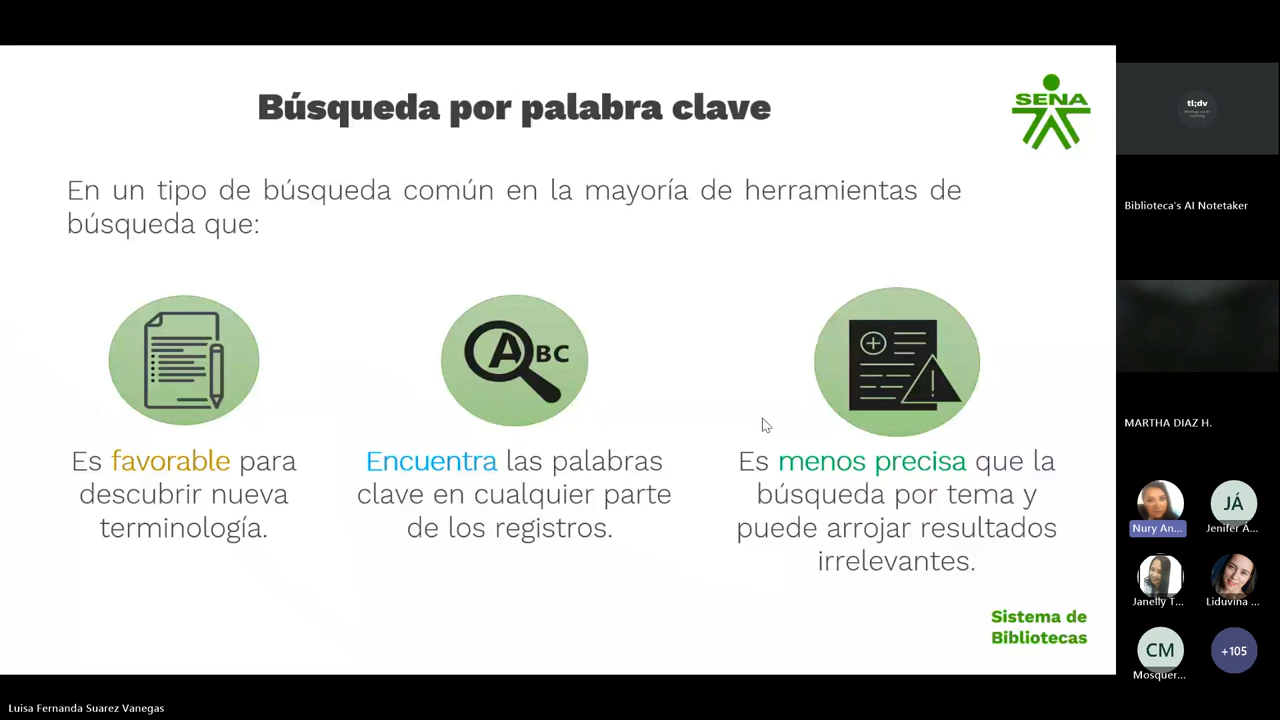 Búsqueda por palabra clave
SENA
En un tipo de búsqueda común en la mayoría de herramientas de
búsqueda que:
ABC
Es favorable para
descubrir nueva
terminología.
Encuentra las palabras
clave en cualquier parte
de los registros.
Es menos precisa que la
búsqueda por tema y
puede arrojar resultados
irrelevantes.
Sistema de
Bibliotecas
tl;dv
Biblioteca's AI Notetaker
MARTHA DIAZ H.
Nury An...
JÁ
Jenifer Á...
Janelly T...
Liduvina ...
CM
Mosquer...
+105
Luisa Fernanda Suarez Vanegas